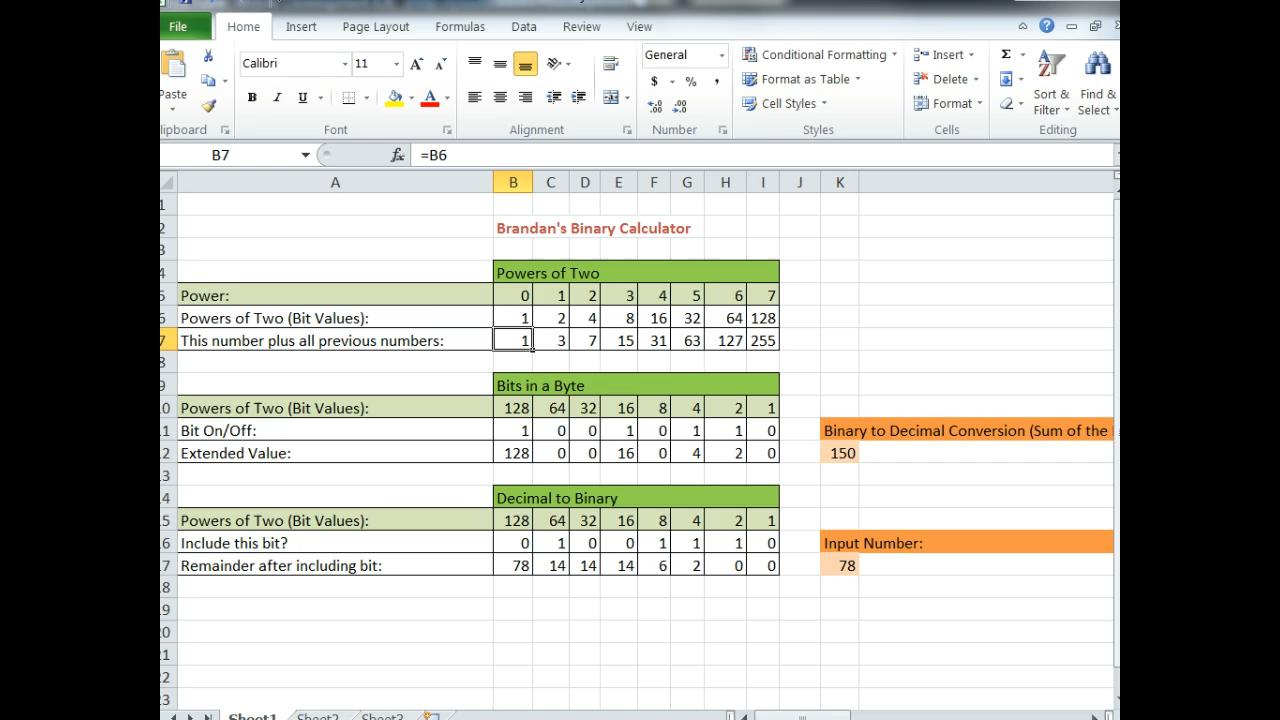 File Home Insert Page Layout Formulas Data Review View
Calibri 11 General Conditional Formatting Insert Σ
$ % , Format as Table Delete
Paste B I U A Cell Styles Format Sort & Filter Find & Select
lipboard Font Alignment Number Styles Cells Editing
B7 fx =B6
A B C D E F G H I J K
1
2 Brandan's Binary Calculator
3
4 Powers of Two
5 Power: 0 1 2 3 4 5 6 7
6 Powers of Two (Bit Values): 1 2 4 8 16 32 64 128
7 This number plus all previous numbers: 1 3 7 15 31 63 127 255
8
9 Bits in a Byte
10 Powers of Two (Bit Values): 128 64 32 16 8 4 2 1
11 Bit On/Off: 1 0 0 1 0 1 1 0 Binary to Decimal Conversion (Sum of the
12 Extended Value: 128 0 0 16 0 4 2 0 150
13
14 Decimal to Binary
15 Powers of Two (Bit Values): 128 64 32 16 8 4 2 1
16 Include this bit? 0 1 0 0 1 1 1 0 Input Number:
17 Remainder after including bit: 78 14 14 14 6 2 0 0 78
18
19
20
21
22
23
Sheet1 Sheet2 Sheet3